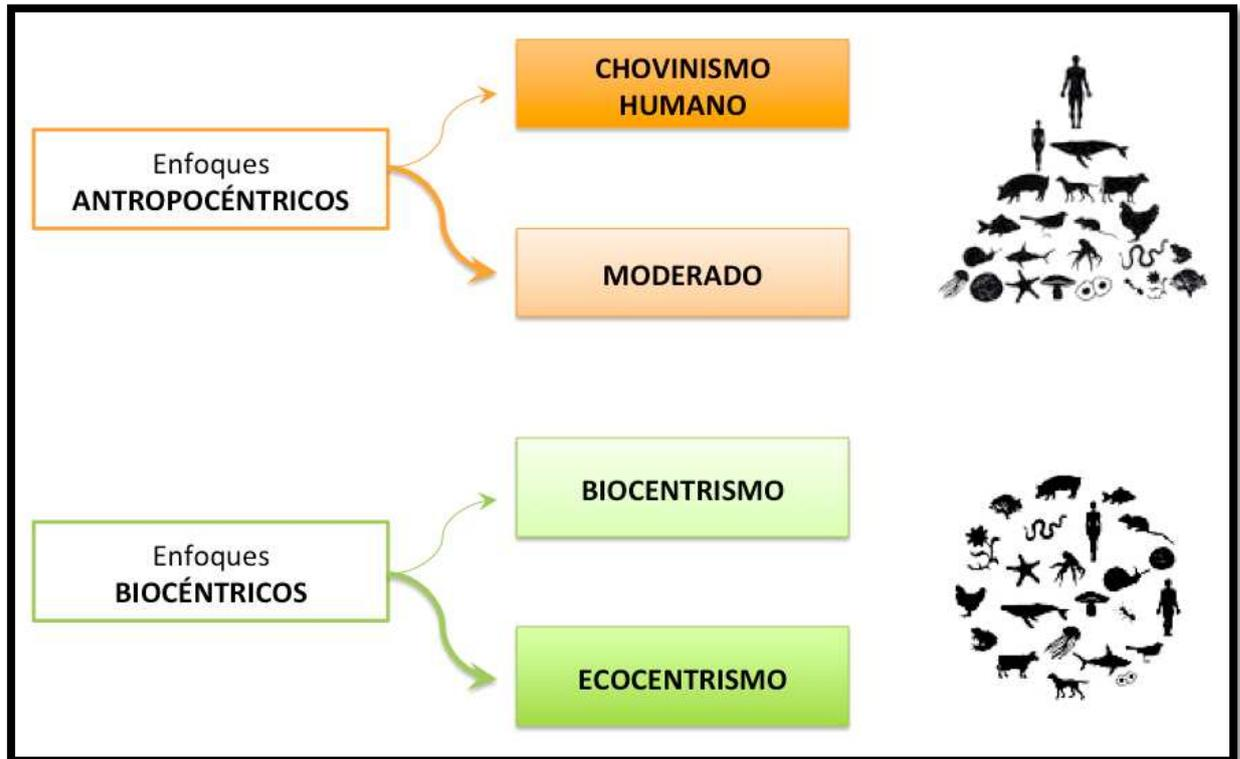 CHOVINISMO
HUMANO
Enfoques
ANTROPOCÉNTRICOS
MODERADO
BIOCENTRISMO
Enfoques
BIOCÉNTRICOS
ECOCENTRISMO